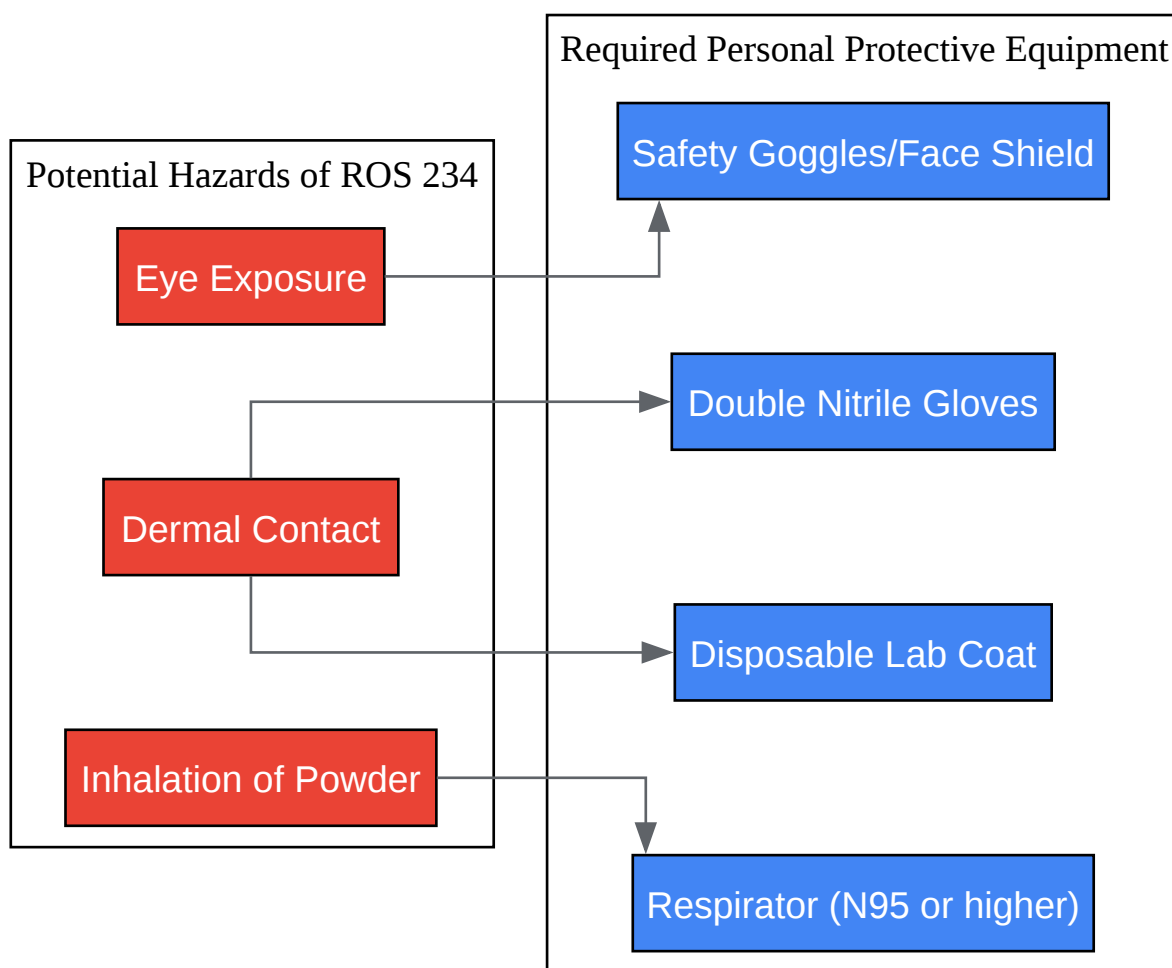 Required Personal Protective Equipment
Safety Goggles/Face Shield
Potential Hazards of ROS 234
Eye Exposure
Double Nitrile Gloves
Dermal Contact
Disposable Lab Coat
Inhalation of Powder
Respirator (N95 or higher)